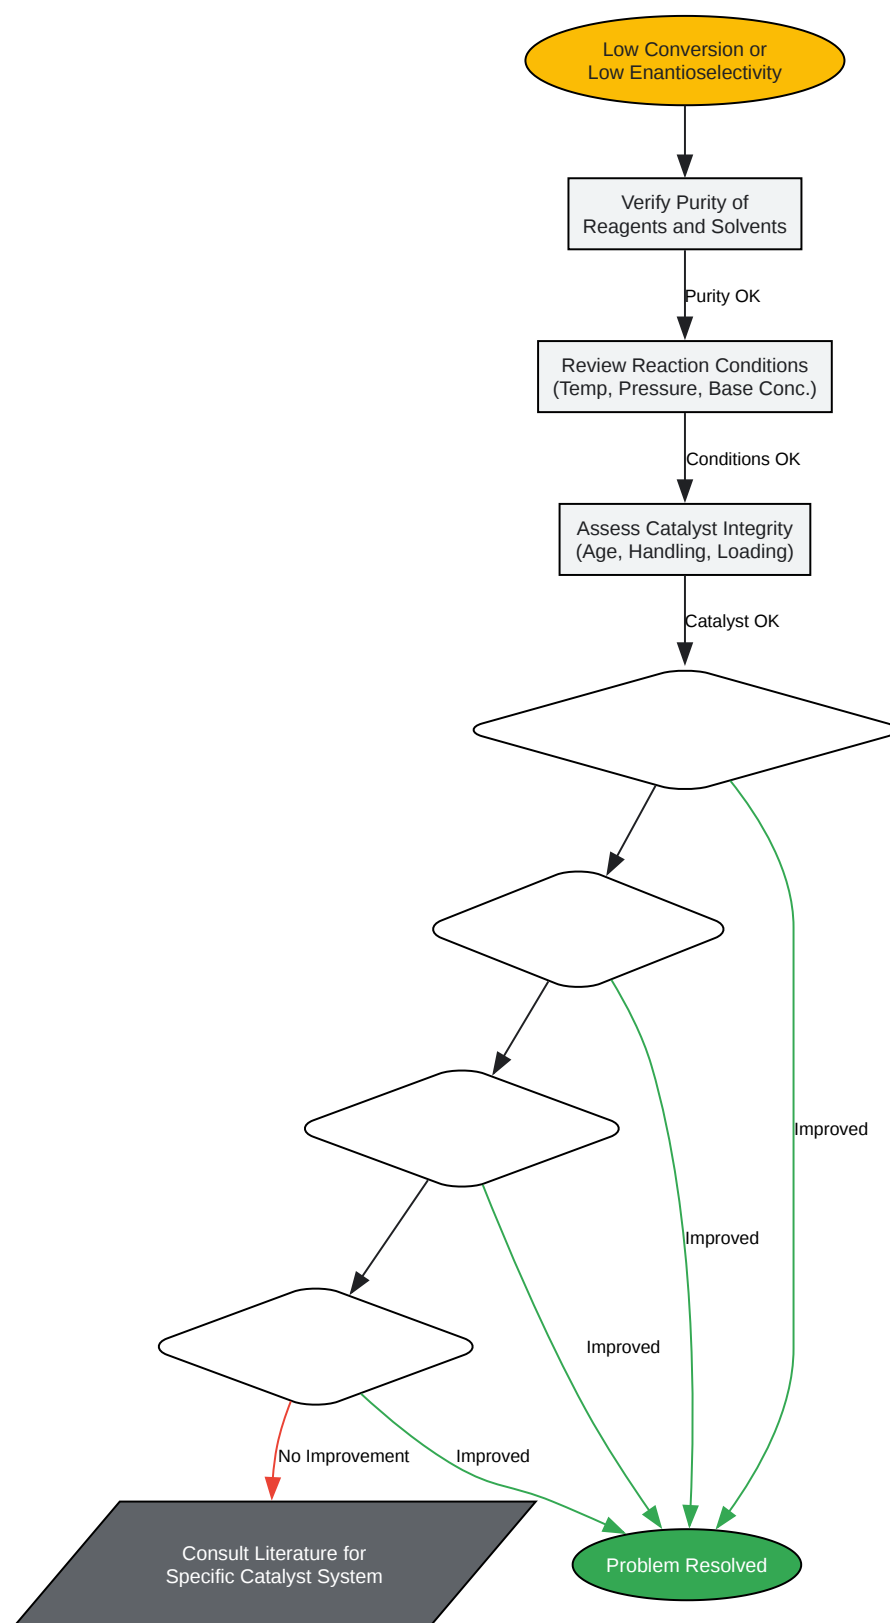 Low Conversion or
Low Enantioselectivity
Verify Purity of
Reagents and Solvents
Purity OK
Review Reaction Conditions
(Temp, Pressure, Base Conc.)
Conditions OK
Assess Catalyst Integrity
(Age, Handling, Loading)
Catalyst OK
Improved
Improved
Improved
No Improvement
Improved
Consult Literature for
Specific Catalyst System
Problem Resolved